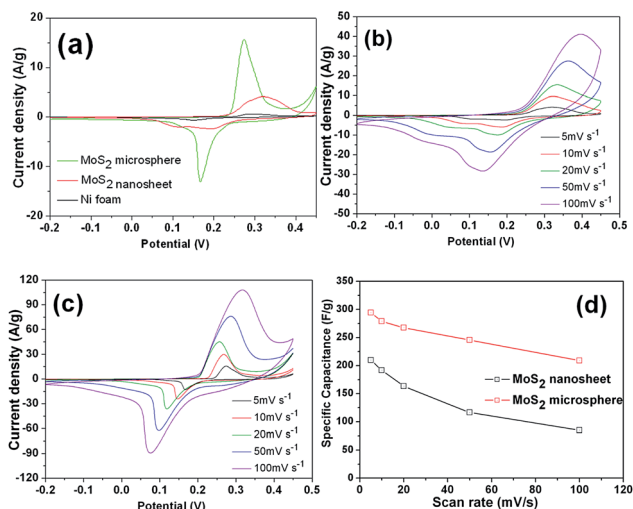 (a)
Current density (A/g)
20
10
0
-10
-20
MoS2 microsphere
MoS2 nanosheet
Ni foam
-0.2 -0.1 0.0 0.1 0.2 0.3 0.4
Potential (V)
(b)
Current density (A/g)
50
40
30
20
10
0
-10
-20
-30
-40
-50
5mV s-1
10mV s-1
20mV s-1
50mV s-1
100mV s-1
-0.2 -0.1 0.0 0.1 0.2 0.3 0.4 0.5
Potential (V)
(c)
Current density (A/g)
120
90
60
30
0
-30
-60
-90
-120
5mV s-1
10mV s-1
20mV s-1
50mV s-1
100mV s-1
-0.2 -0.1 0.0 0.1 0.2 0.3 0.4 0.5
Potential (V)
(d)
Specific Capacitance (F/g)
350
300
250
200
150
100
50
0
MoS2 nanosheet
MoS2 microsphere
0 20 40 60 80 100 120
Scan rate (mV/s)